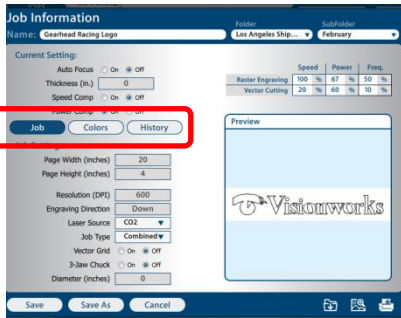 Job Information
Folder
SubFolder
Name: Gearhead Racing Logo
Los Angeles Ship...
February
Current Setting:
Auto Focus On Off
Thickness (in.) 0
Speed Comp On Off
Power Comp On Off
Speed Power Freq.
Raster Engraving 100 % 67 % 50 %
Vector Cutting 20 % 60 % 10 %
Job Colors History
Page Width (inches) 20
Page Height (inches) 4
Resolution (DPI) 600
Engraving Direction Down
Laser Source CO2
Job Type Combined
Vector Grid On Off
3-Jaw Chuck On Off
Diameter (inches) 0
Preview
Visionworks
Save Save As Cancel